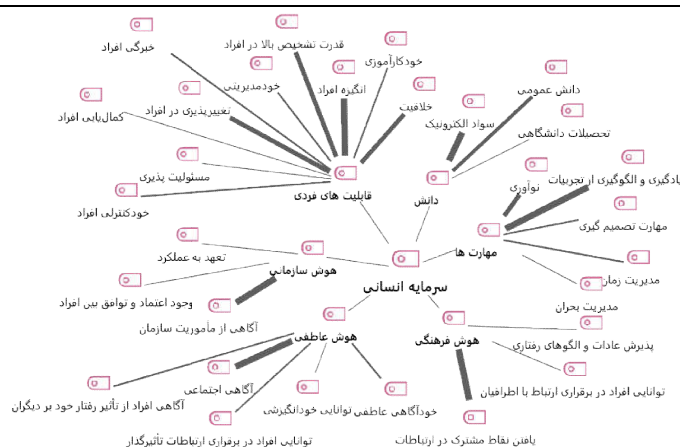 خبرگی افراد
قدرت تشخیص بالا در افراد
خودکارآموزی
خودمدیریتی
انگیزه افراد
دانش عمومی
کمال‌یابی افراد
تغییرپذیری در افراد
خلاقیت
سواد الکترونیک
تحصیلات دانشگاهی
مسئولیت پذیری
قابلیت های فردی
دانش
نوآوری
یادگیری و الگوگیری از تجربیات
خودکنترلی افراد
مهارت تصمیم گیری
مهارت ها
تعهد به عملکرد
هوش سازمانی
سرمایه انسانی
مدیریت زمان
وجود اعتماد و توافق بین افراد
مدیریت بحران
آگاهی از مأموریت سازمان
هوش عاطفی
هوش فرهنگی
پذیرش عادات و الگوهای رفتاری
آگاهی اجتماعی
توانایی افراد در برقراری ارتباط با اطرافیان
آگاهی افراد از تأثیر رفتار خود بر دیگران
توانایی خودانگیزشی
خودآگاهی عاطفی
توانایی افراد در برقراری ارتباطات تأثیرگذار
یافتن نقاط مشترک در ارتباطات